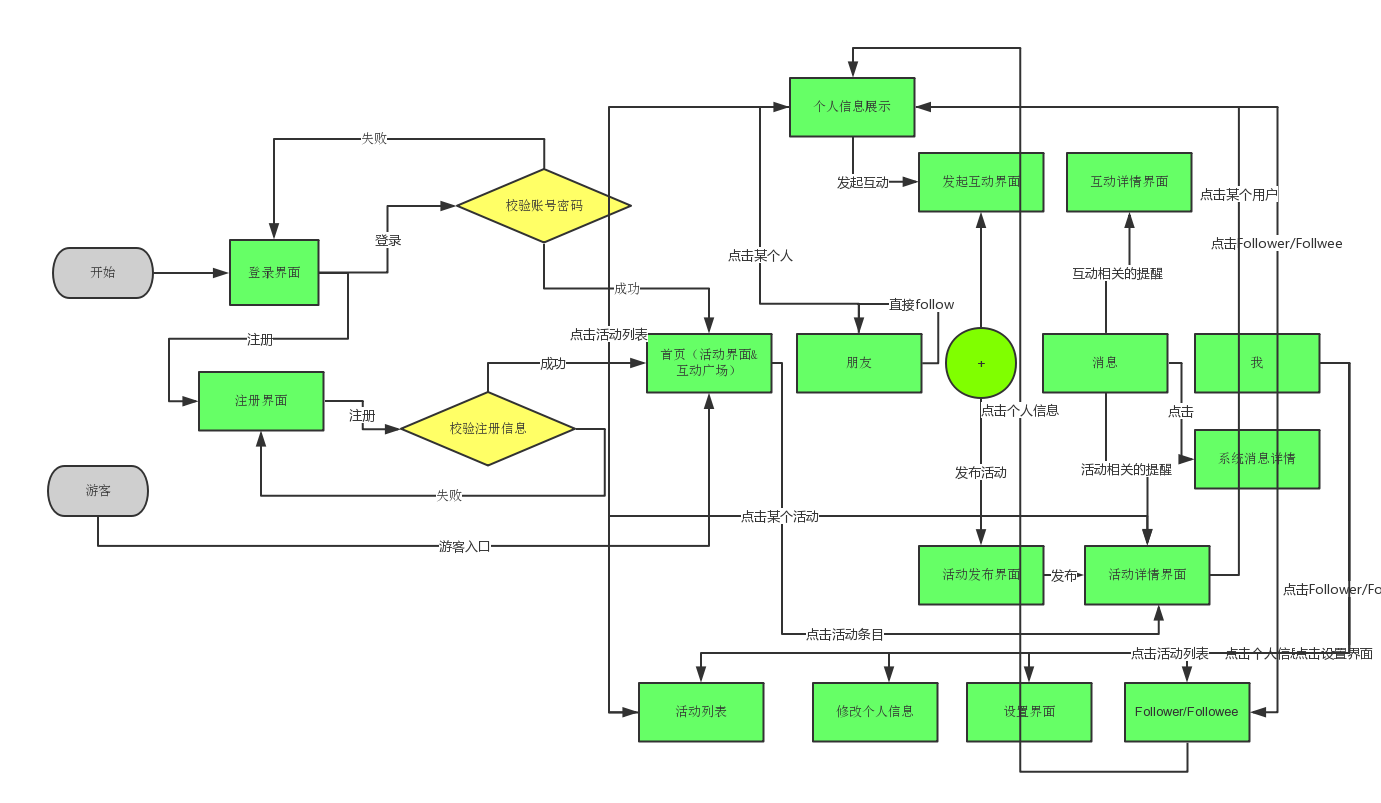 个人信息展示
失败
发起互动
发起互动界面
互动详情界面
点击某个用户
校验账号密码
登录
点击Follower/Follwee
点击某个人
开始
登录界面
互动相关的提醒
成功
直接follow
点击活动列表
注册
首页（活动界面&
互动广场）
成功
朋友
+
消息
我
注册界面
注册
点击个人信息
点击
校验注册信息
系统消息详情
发布活动
活动相关的提醒
游客
失败
点击某个活动
游客入口
活动发布界面
发布
活动详情界面
点击Follower/Fo
点击活动条目
点击活动列表
点击个人信
点击设置界面
活动列表
修改个人信息
设置界面
Follower/Followee